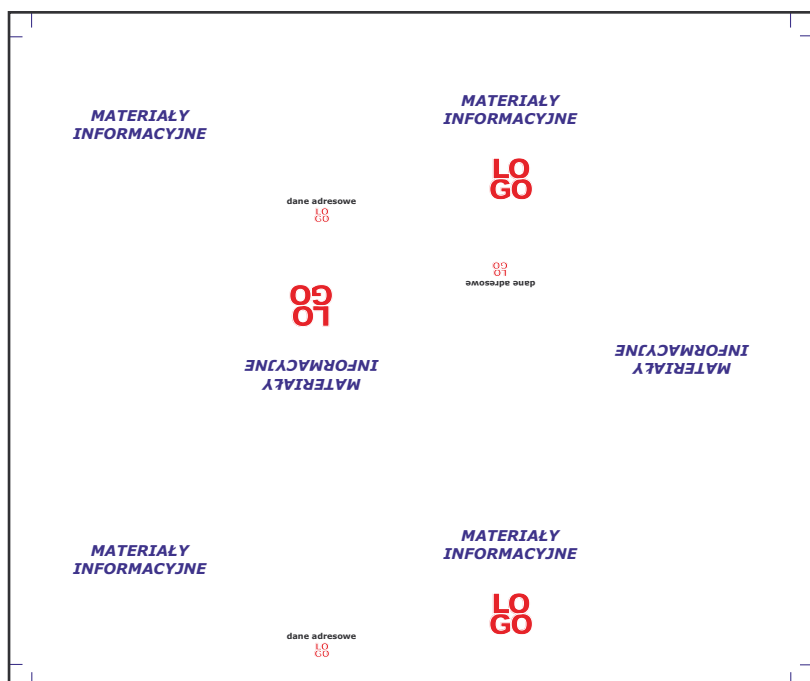 MATERIAŁY
INFORMACYJNE
MATERIAŁY
INFORMACYJNE
LO
GO
dane adresowe
LO
GO
LO
GO
dane adresowe
LO
GO
MATERIAŁY
INFORMACYJNE
MATERIAŁY
INFORMACYJNE
MATERIAŁY
INFORMACYJNE
MATERIAŁY
INFORMACYJNE
LO
GO
dane adresowe
LO
GO